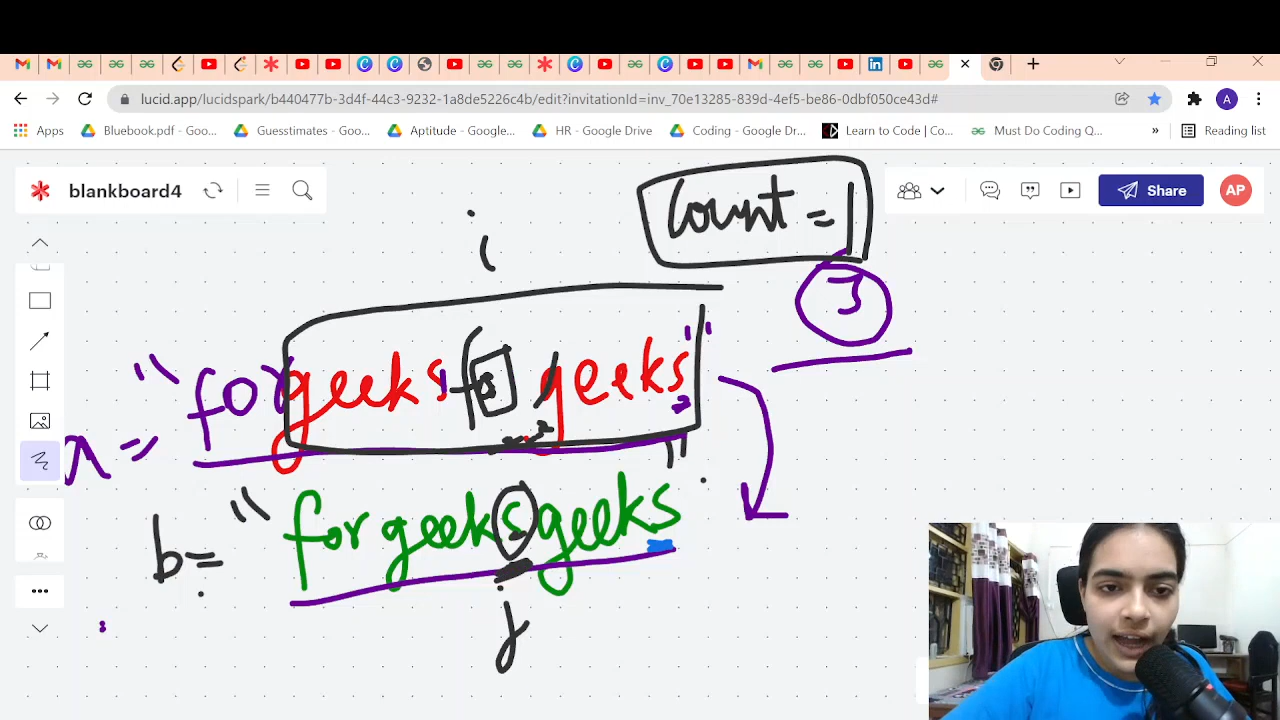 lucid.app/lucidspark/b440477b-3d4f-44c3-9232-1a8de5226c4b/edit?invitationId=inv_70e13285-839d-4ef5-be86-0dbf050ce43d#
A
Apps
Bluebook.pdf - Goo...
Guesstimates - Goo...
Aptitude - Google...
HR - Google Drive
Coding - Google Dr...
Learn to Code | Co...
Must Do Coding Q...
»
Reading list
blankboard4
Share
AP
count = 1
i
3
a = "forgeeks geeks"
b = "forgeeksgeeks"
j